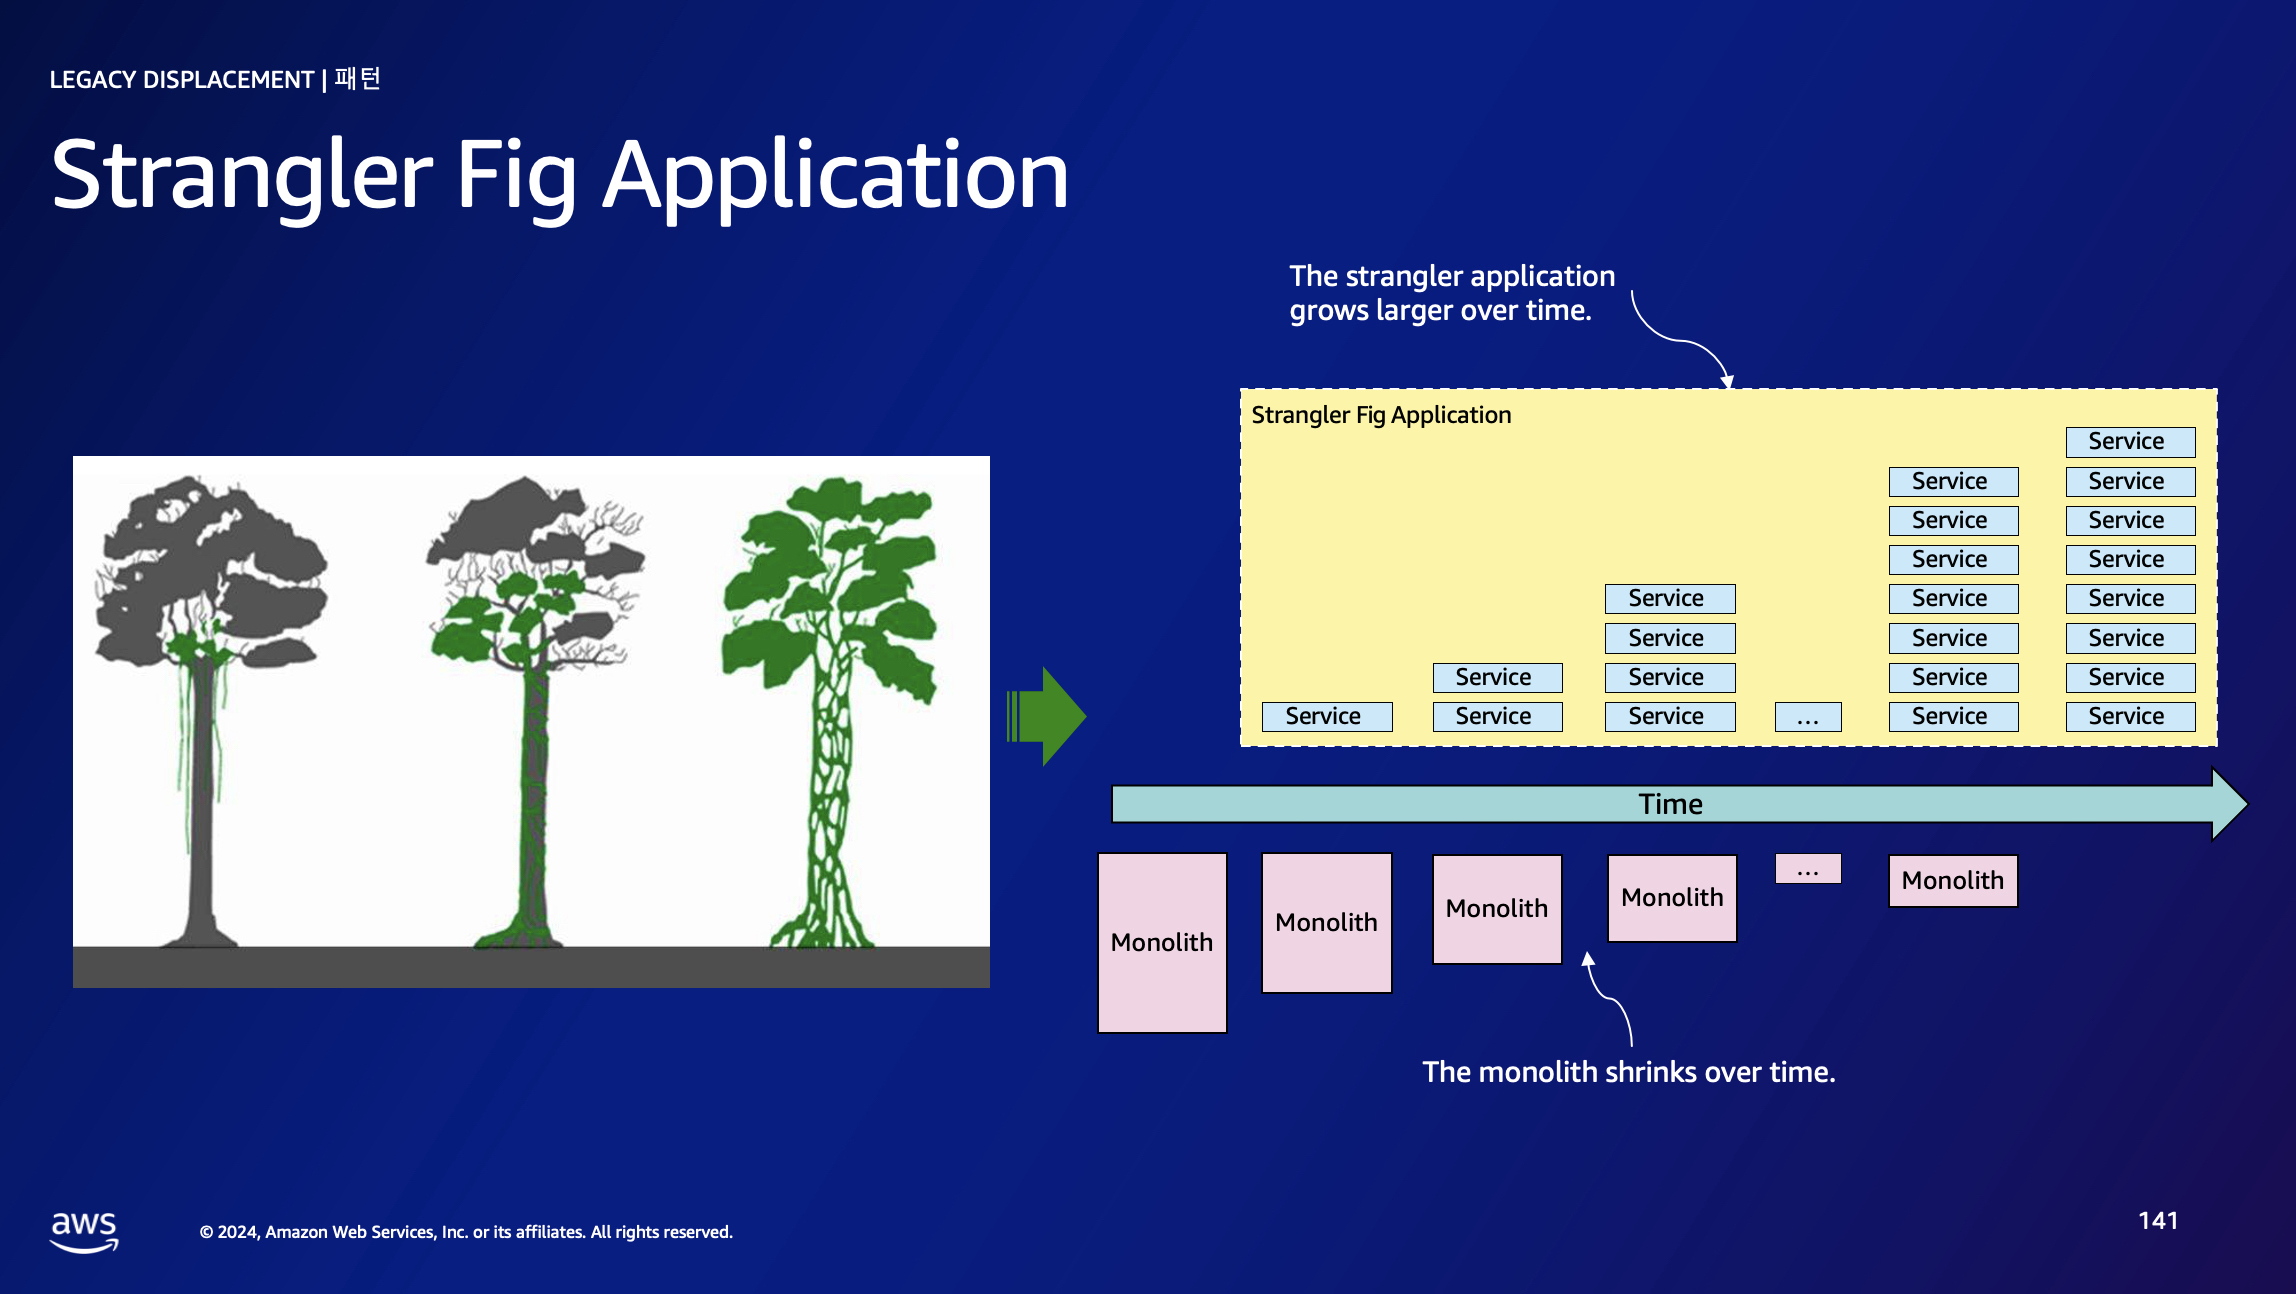 LEGACY DISPLACEMENT | 패턴
Strangler Fig Application
The strangler application
grows larger over time.
Strangler Fig Application
Service
Service Service
Service Service
Service Service
Service Service Service
Service Service Service
Service Service Service Service
Service Service Service ... Service Service
Time
Monolith Monolith Monolith Monolith ... Monolith
The monolith shrinks over time.
aws
© 2024, Amazon Web Services, Inc. or its affiliates. All rights reserved.
141